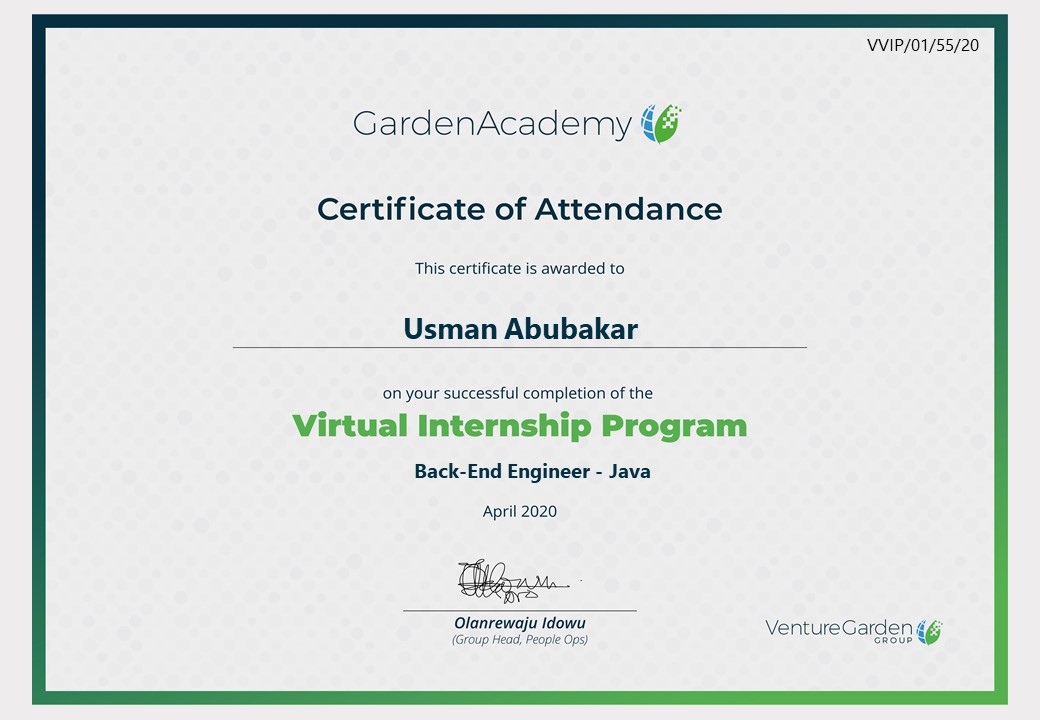 VVIP/01/55/20
GardenAcademy
Certificate of Attendance
This certificate is awarded to
Usman Abubakar
on your successful completion of the
Virtual Internship Program
Back-End Engineer - Java
April 2020
Olanrewaju Idowu
(Group Head, People Ops)
VentureGarden
GROUP